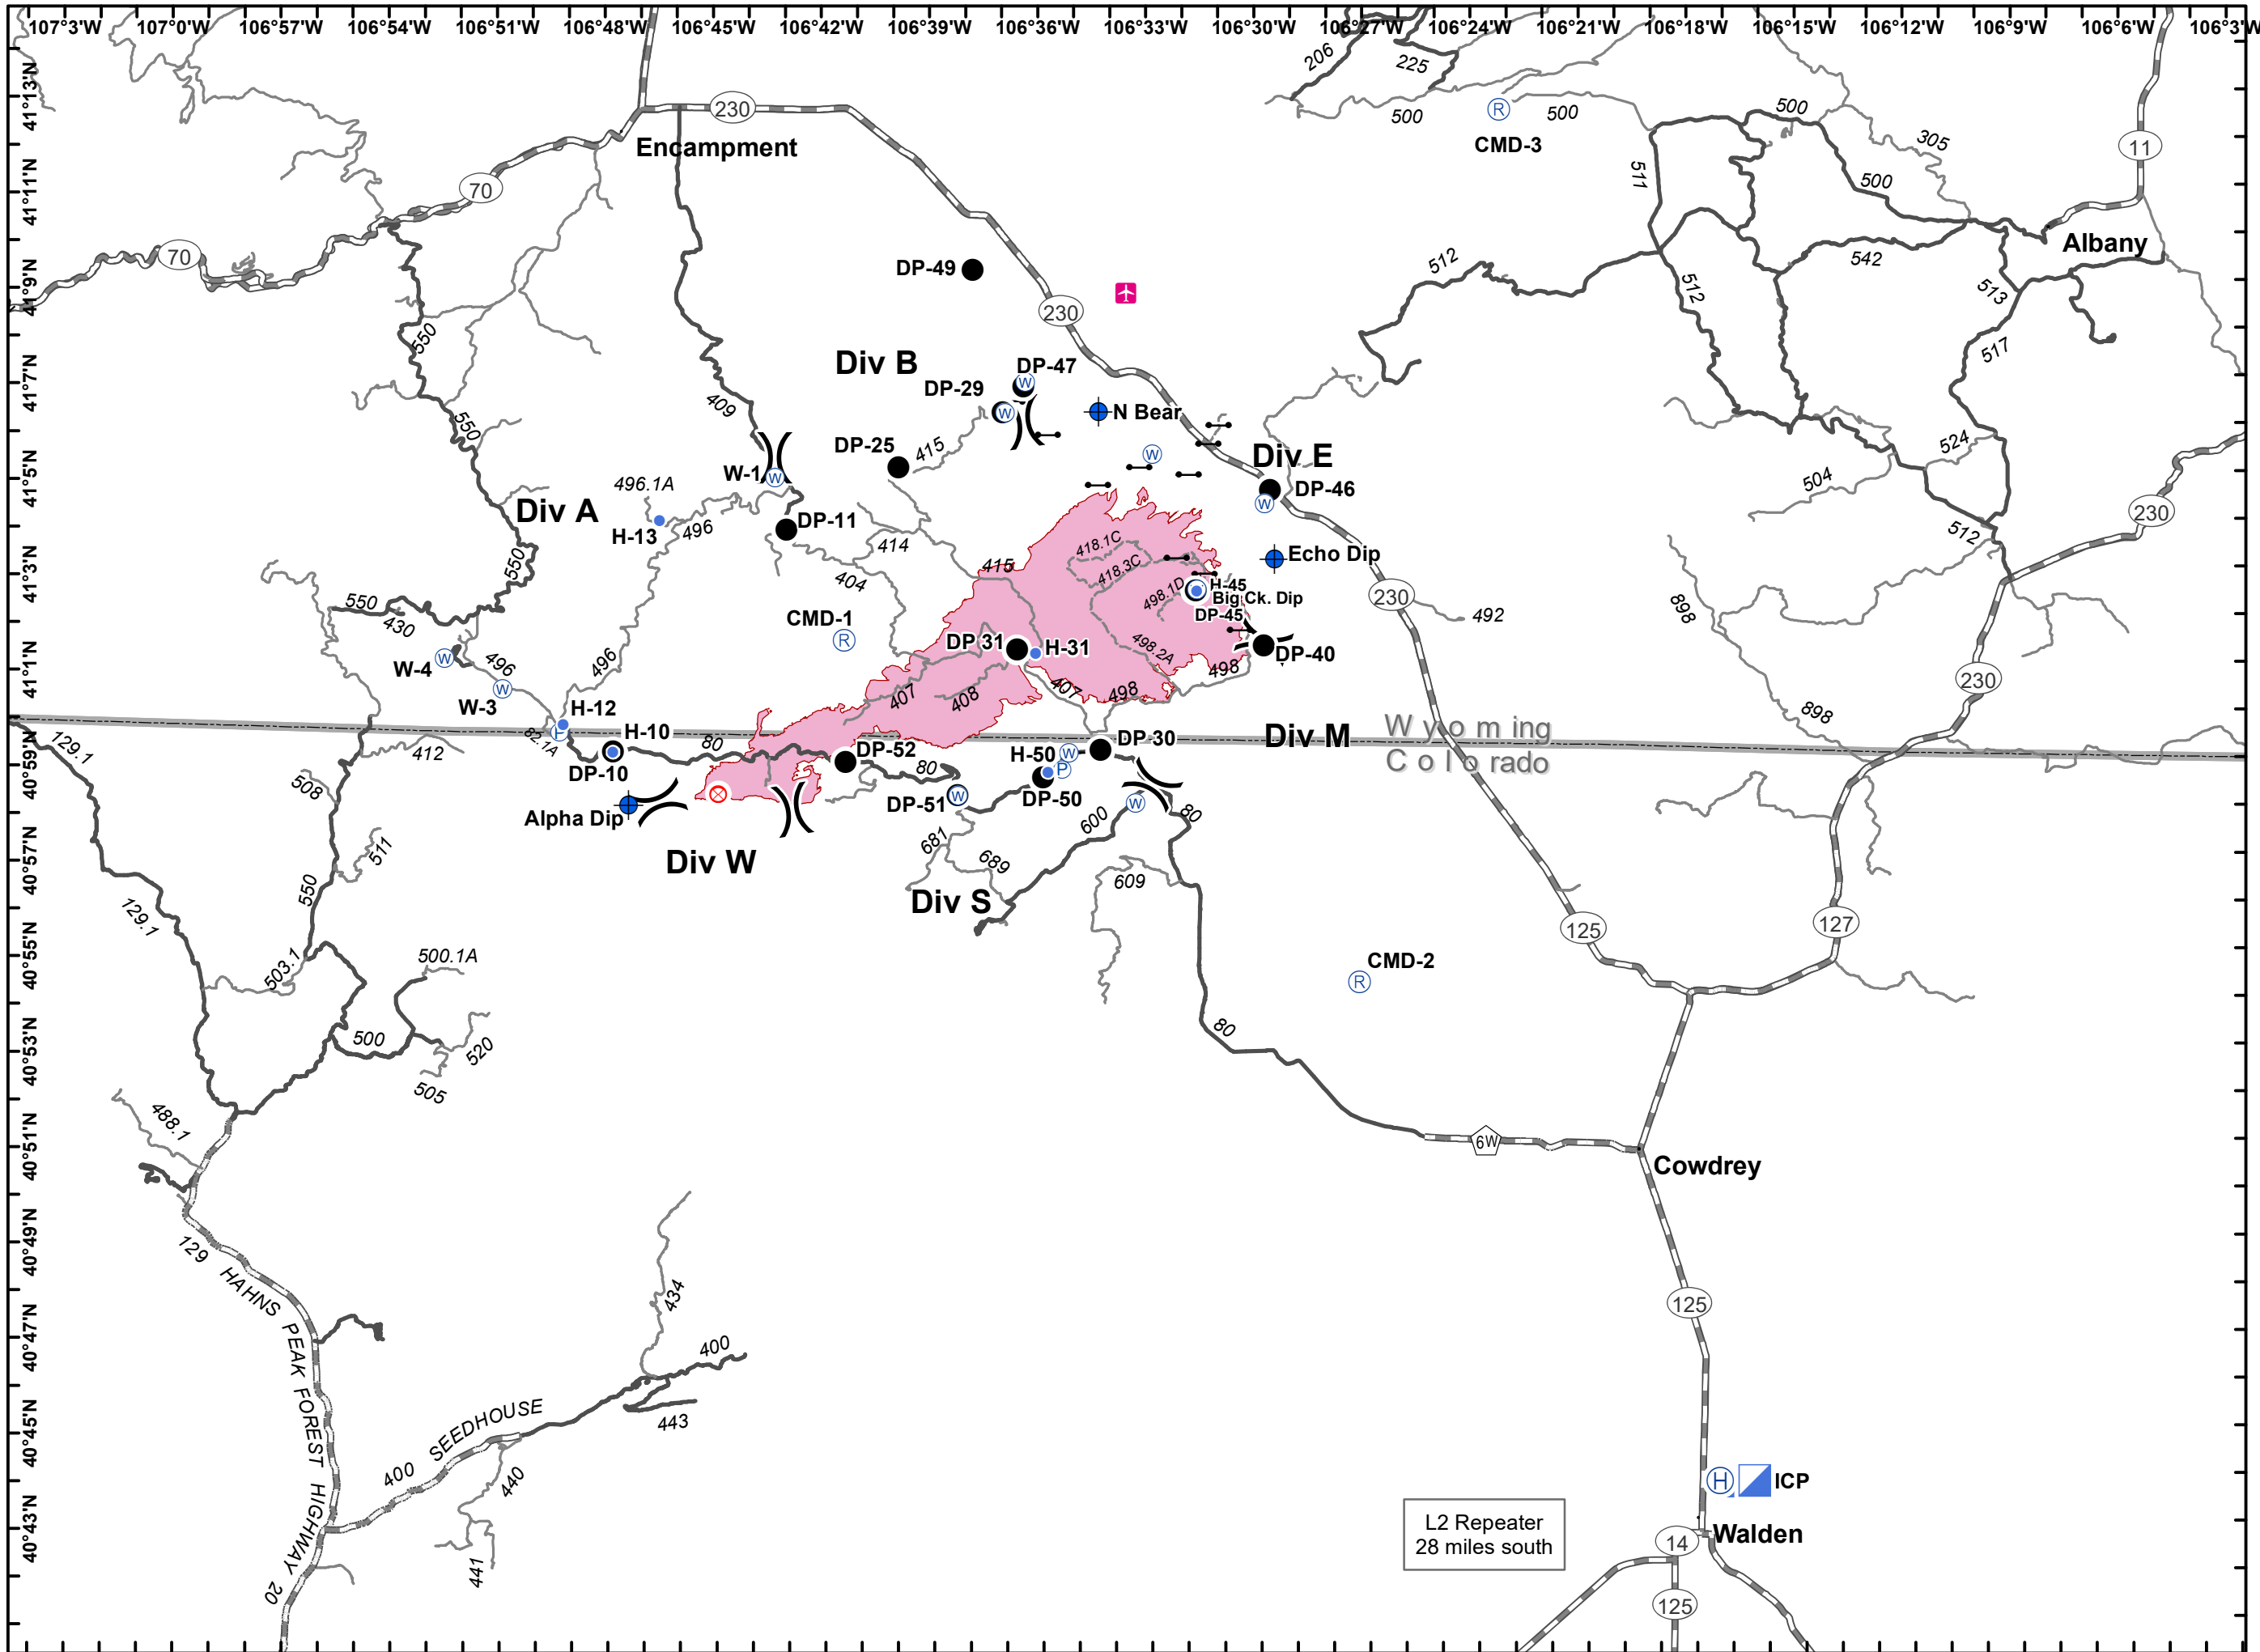 107°3'W 107°0'W 106°57'W 106°54'W 106°51'W 106°48'W 106°45'W 106°42'W 106°39'W 106°36'W 106°33'W 106°30'W 106°27'W 106°24'W 106°21'W 106°18'W 106°15'W 106°12'W 106°9'W 106°6'W 106°3'W
41°13'N
41°11'N
41°9'N
41°7'N
41°5'N
41°3'N
41°1'N
40°59'N
40°57'N
40°55'N
40°53'N
40°51'N
40°49'N
40°47'N
40°45'N
40°43'N
206
225
230
500
R
500
500
CMD-3
305
11
Encampment
511
70
500
Albany
70
542
512
DP-49
512
513
230
550
517
Div B
DP-47
W
DP-29
W
409
N Bear
550
415
DP-25
W
Div E
524
W-1
W
504
496.1A
DP-46
W
230
Div A
H-13
496
DP-11
512
414
418.1C
550
415
418.3C
Echo Dip
404
498.1D
H-45
Big Ck. Dip
DP-45
550
430
230
492
898
CMD-1
R
DP 31
H-31
498.2A
DP-40
W-4
W
496
496
498
W-3
W
407
408
407
498
230
H-12
P
82.1A
H-10
80
DP-30
Div M
Wyoming
Colorado
898
129.1
412
DP-10
DP-52
H-50
W
P
508
80
DP-51
W
DP-50
W
Alpha Dip
600
80
681
511
Div W
689
609
550
Div S
129.1
125
127
503.1
500.1A
CMD-2
R
500
520
80
505
488.1
6W
Cowdrey
129
HAHNS PEAK FOREST HIGHWAY 20
434
125
400
SEEDHOUSE
443
400
440
H
ICP
L2 Repeater
28 miles south
14
Walden
441
125